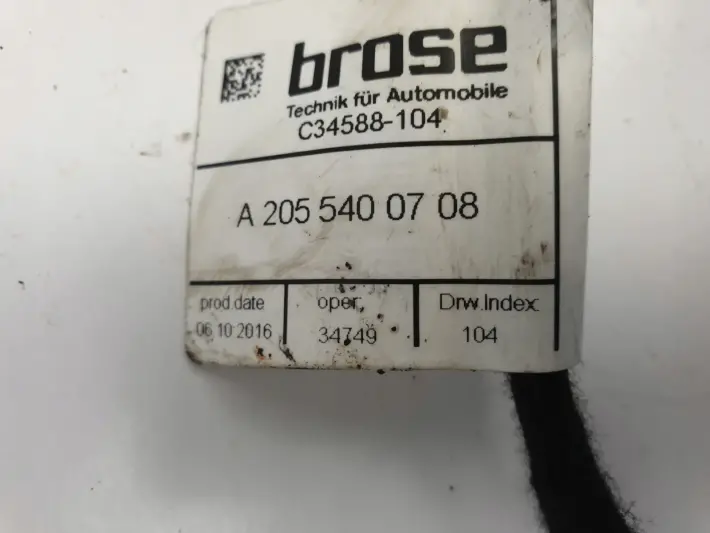 brose
Technik für Automobile
C34588-104
A 205 540 07 08
prod.date oper. Drw.Index
06.10.2016 34749 104